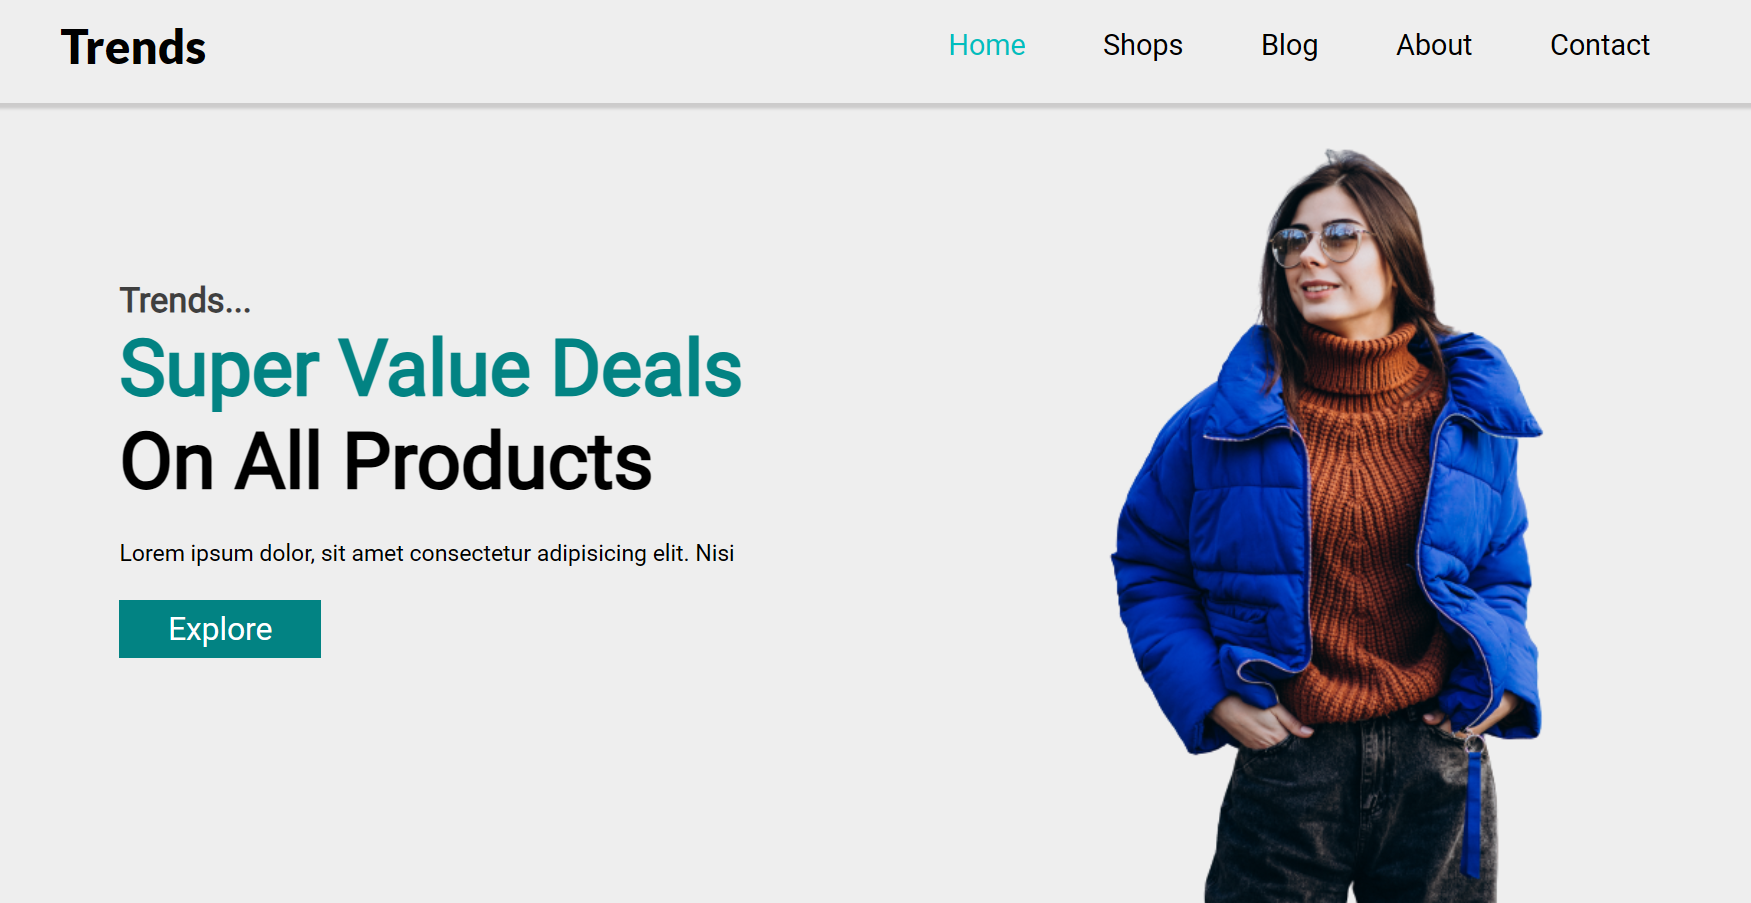 Trends
Home Shops Blog About Contact
Trends...
Super Value Deals
On All Products
Lorem ipsum dolor, sit amet consectetur adipisicing elit. Nisi
Explore